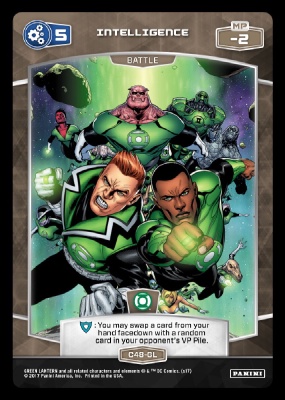 5
INTELLIGENCE
MP
-2
BATTLE
: You may swap a card from your
hand facedown with a random
card in your opponent's VP Pile.
C48-GL
GREEN LANTERN and all related characters and elements © & ™ DC Comics. (s17)
© 2017 Panini America, Inc. Printed in the USA.
PANINI